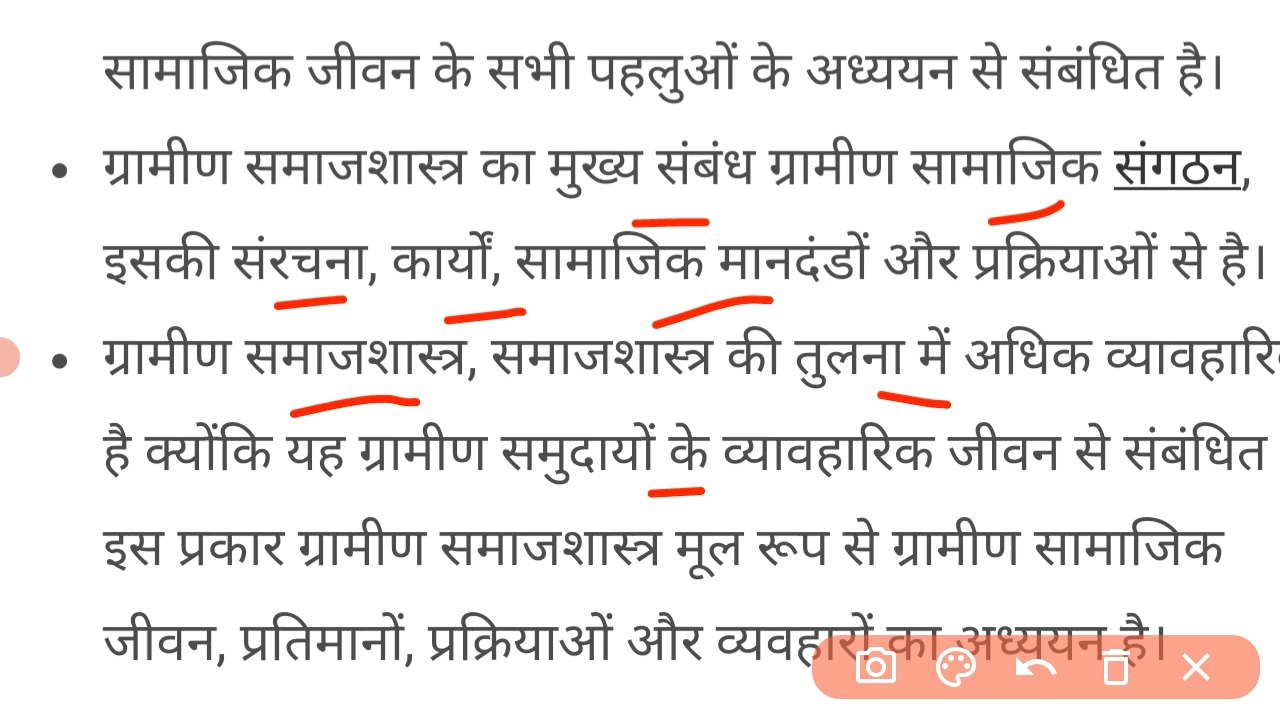 सामाजिक जीवन के सभी पहलुओं के अध्ययन से संबंधित है।
• ग्रामीण समाजशास्त्र का मुख्य संबंध ग्रामीण सामाजिक संगठन,
इसकी संरचना, कार्यों, सामाजिक मानदंडों और प्रक्रियाओं से है।
• ग्रामीण समाजशास्त्र, समाजशास्त्र की तुलना में अधिक
है क्योंकि यह ग्रामीण समुदायों के व्यावहारिक जीवन से संबंधित
इस प्रकार ग्रामीण समाजशास्त्र मूल रूप से ग्रामीण सामाजिक
जीवन, प्रतिमानों, प्रक्रियाओं और व्यवहारों का अध्ययन है।